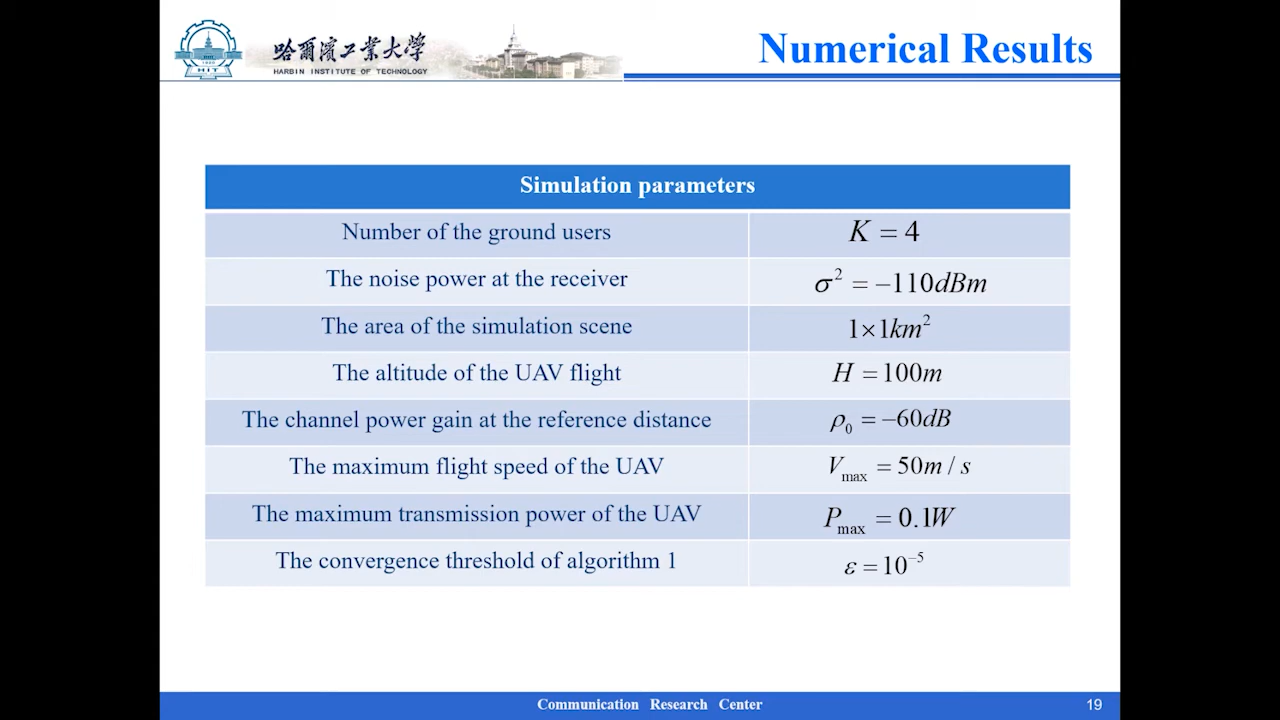 哈爾濱工業大學
HARBIN INSTITUTE OF TECHNOLOGY
1920
HIT
Numerical Results
Simulation parameters
Number of the ground users K = 4
The noise power at the receiver σ² = −110dBm
The area of the simulation scene 1×1km²
The altitude of the UAV flight H = 100m
The channel power gain at the reference distance ρ₀ = −60dB
The maximum flight speed of the UAV Vmax = 50m / s
The maximum transmission power of the UAV Pmax = 0.1W
The convergence threshold of algorithm 1 ε = 10⁻⁵
Communication Research Center
19